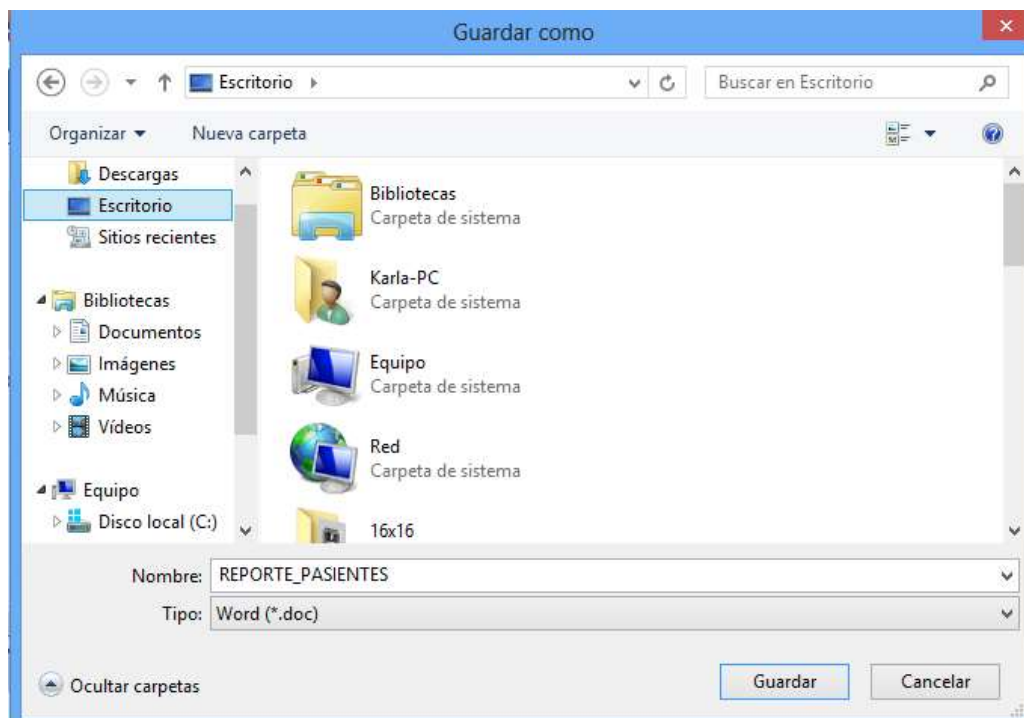 Guardar como
Escritorio
Buscar en Escritorio
Organizar
Nueva carpeta
Descargas
Escritorio
Sitios recientes
Bibliotecas
Documentos
Imágenes
Música
Vídeos
Equipo
Disco local (C:)
Bibliotecas
Carpeta de sistema
Karla-PC
Carpeta de sistema
Equipo
Carpeta de sistema
Red
Carpeta de sistema
16x16
Nombre: REPORTE_PASIENTES
Tipo: Word (*.doc)
Ocultar carpetas
Guardar
Cancelar